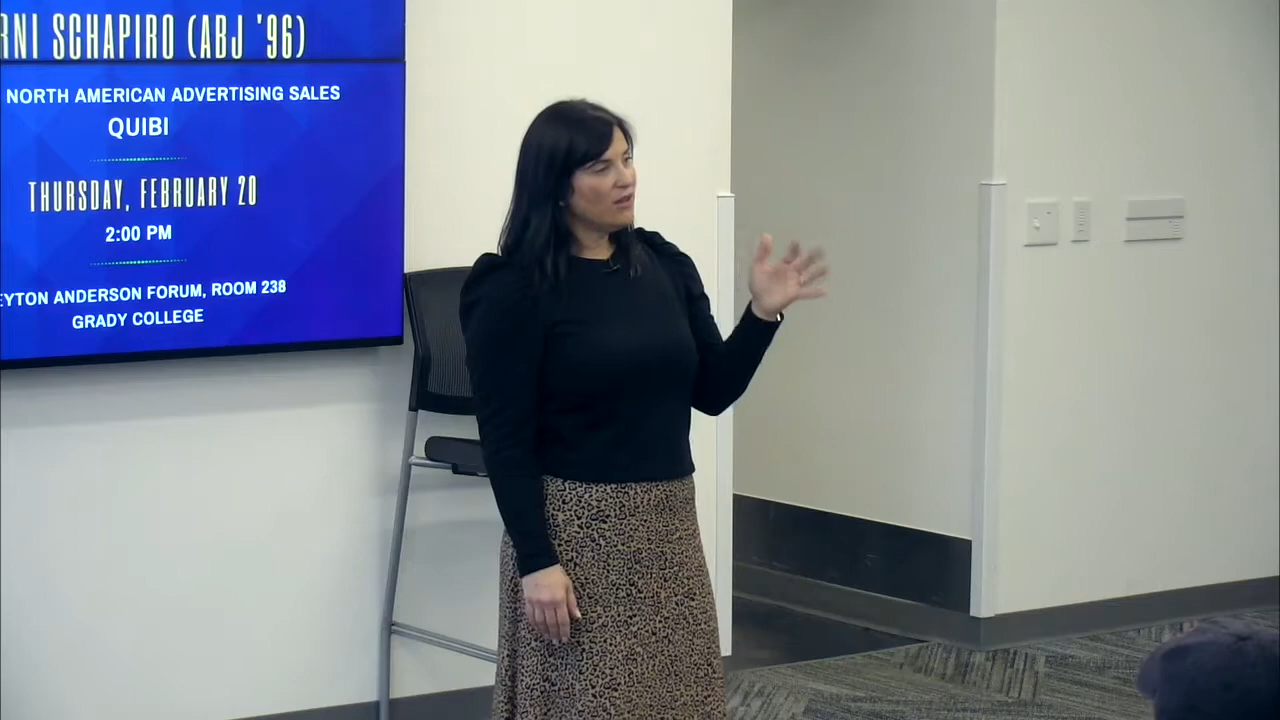 RNI SCHAPIRO (ABJ '96)
NORTH AMERICAN ADVERTISING SALES
QUIBI
THURSDAY, FEBRUARY 20
2:00 PM
EYTON ANDERSON FORUM, ROOM 238
GRADY COLLEGE